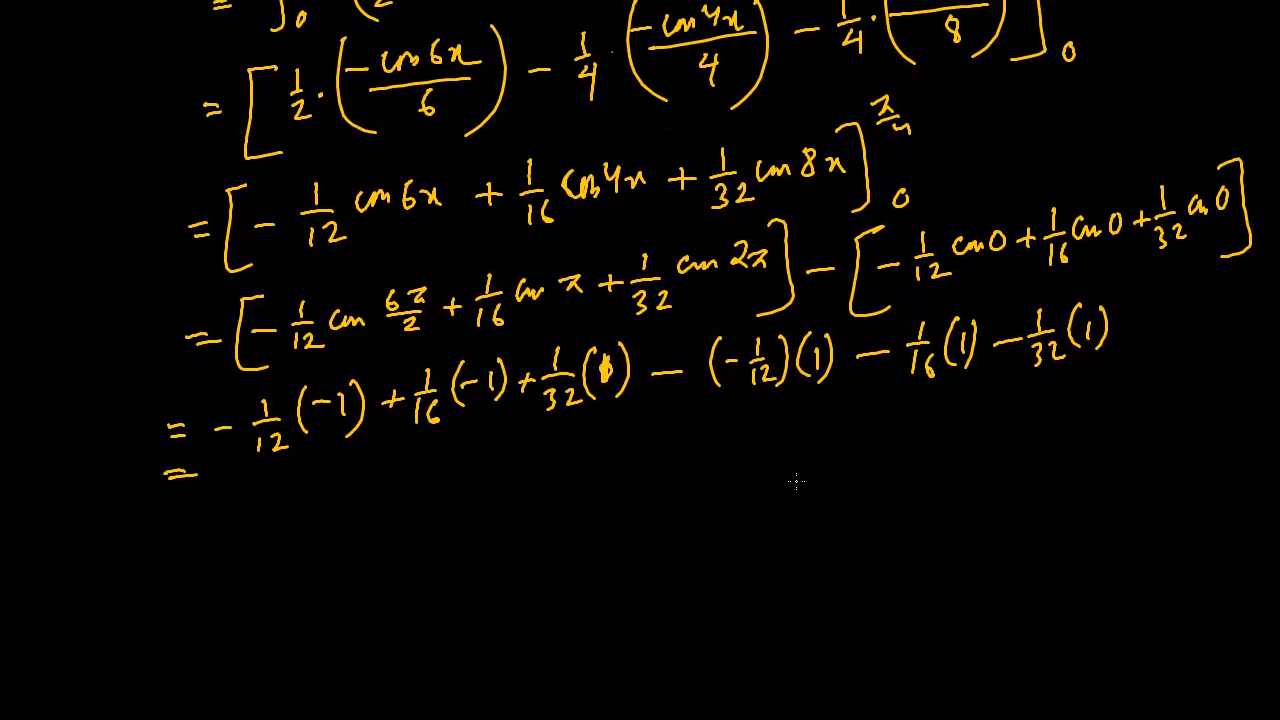 = ∫₀ (2
= [ 1/2 · ( -cos 6x / 6 ) - 1/4 · ( -cos 4x / 4 ) - 1/4 · ( / 8 ) ]₀
= [ - 1/12 cos 6x + 1/16 cos 4x + 1/32 cos 8x ]₀^π/4
= [ - 1/12 cos 6π/2 + 1/16 cos π + 1/32 cos 2π ] - [ - 1/12 cos 0 + 1/16 cos 0 + 1/32 cos 0 ]
= - 1/12 (-1) + 1/16 (-1) + 1/32 (1) - (- 1/12)(1) - 1/16 (1) - 1/32 (1)
=